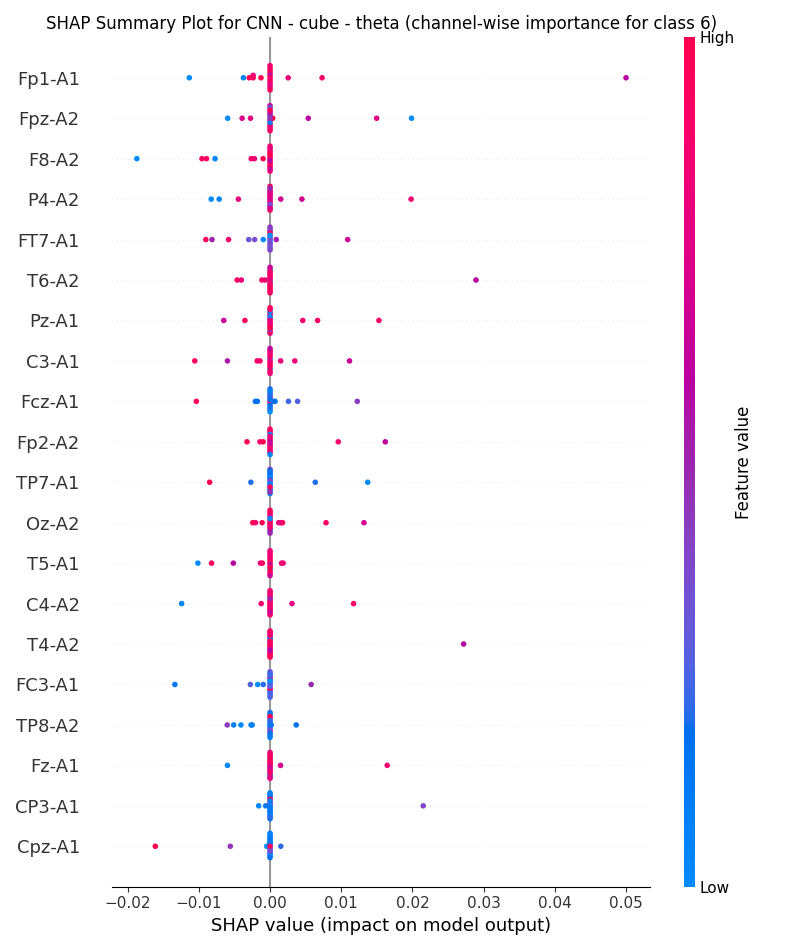 SHAP Summary Plot for CNN - cube - theta (channel-wise importance for class 6)
High
Fp1-A1
Fpz-A2
F8-A2
P4-A2
FT7-A1
T6-A2
Pz-A1
C3-A1
Fcz-A1
Fp2-A2
TP7-A1
Oz-A2
T5-A1
C4-A2
T4-A2
FC3-A1
TP8-A2
Fz-A1
CP3-A1
Cpz-A1
Feature value
Low
−0.02 −0.01 0.00 0.01 0.02 0.03 0.04 0.05
SHAP value (impact on model output)